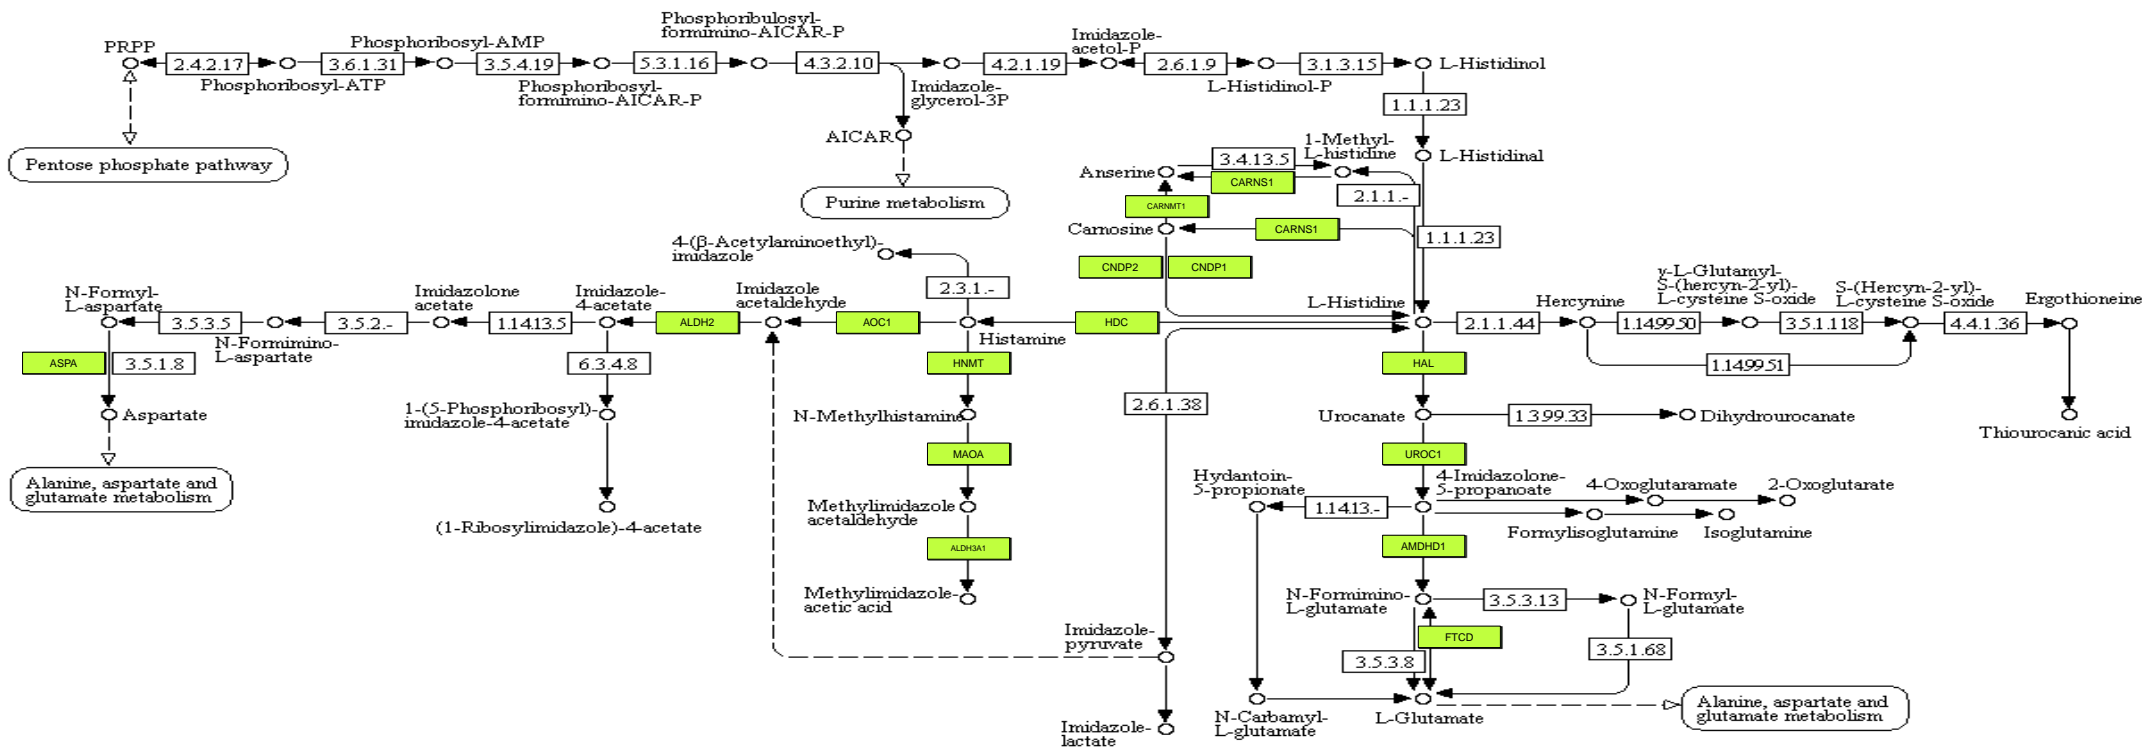 Phosphoribulosyl-
formimino-AICAR-P
PRPP
Phosphoribosyl-AMP
Imidazole-
acetol-P
2.4.2.17
3.6.1.31
3.5.4.19
5.3.1.16
4.3.2.10
4.2.1.19
2.6.1.9
3.1.3.15
L-Histidinol
Phosphoribosyl-ATP
Phosphoribosyl-
formimino-AICAR-P
Imidazole-
glycerol-3P
L-Histidinol-P
1.1.1.23
AICAR
Pentose phosphate pathway
Purine metabolism
1-Methyl-
L-histidine
L-Histidinal
3.4.13.5
Anserine
CARNS1
2.1.1.-
CARNMT1
Carnosine
CARNS1
1.1.1.23
CNDP2
CNDP1
4-(β-Acetylaminoethyl)-
imidazole
2.3.1.-
N-Formyl-
L-aspartate
Imidazolone
acetate
Imidazole-
4-acetate
Imidazole
acetaldehyde
L-Histidine
Hercynine
γ-L-Glutamyl-
S-(hercyn-2-yl)-
L-cysteine S-oxide
S-(Hercyn-2-yl)-
L-cysteine S-oxide
Ergothioneine
3.5.3.5
3.5.2.-
1.14.13.5
ALDH2
AOC1
HDC
2.1.1.44
1.14.99.50
3.5.1.118
4.4.1.36
N-Formimino-
L-aspartate
Histamine
ASPA
3.5.1.8
6.3.4.8
HNMT
HAL
1.14.99.51
2.6.1.38
Aspartate
1-(5-Phosphoribosyl)-
imidazole-4-acetate
N-Methylhistamine
Urocanate
1.3.99.33
Dihydrourocanate
Thiourocanic acid
MAOA
UROC1
Alanine, aspartate and
glutamate metabolism
Hydantoin-
5-propionate
4-Imidazolone-
5-propanoate
4-Oxoglutaramate
2-Oxoglutarate
(1-Ribosylimidazole)-4-acetate
Methylimidazole
acetaldehyde
1.14.13.-
Formylisoglutamine
Isoglutamine
ALDH3A1
AMDHD1
Methylimidazole-
acetic acid
N-Formimino-
L-glutamate
3.5.3.13
N-Formyl-
L-glutamate
Imidazole-
pyruvate
FTCD
3.5.3.8
3.5.1.68
N-Carbamyl-
L-glutamate
L-Glutamate
Alanine, aspartate and
glutamate metabolism
Imidazole-
lactate